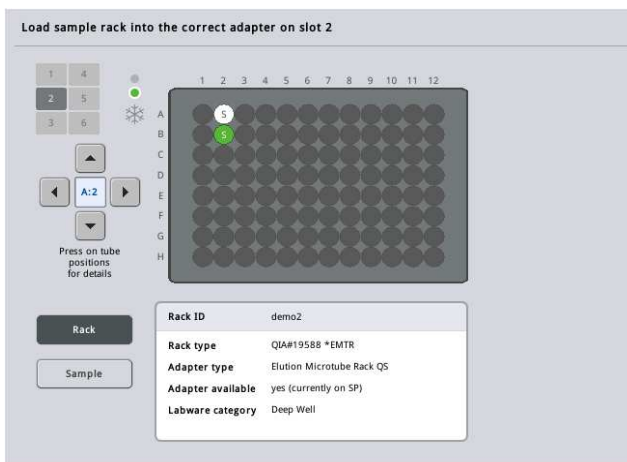 Load sample rack into the correct adapter on slot 2
1 4
2 5
3 6
1 2 3 4 5 6 7 8 9 10 11 12
A S
B S
C
D
E
F
G
H
A:2
Press on tube
positions
for details
Rack
Sample
Rack ID demo2
Rack type QIA#19588 *EMTR
Adapter type Elution Microtube Rack QS
Adapter available yes (currently on SP)
Labware category Deep Well